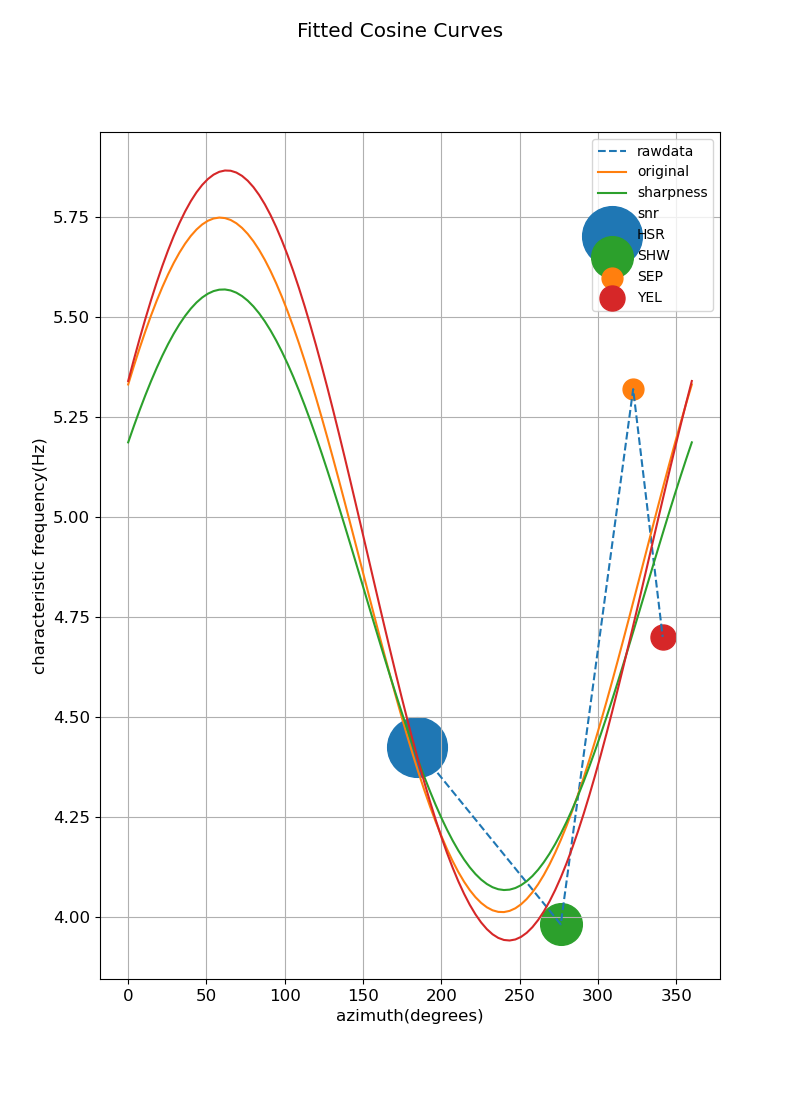 Fitted Cosine Curves
rawdata
original
sharpness
snr
HSR
SHW
SEP
YEL
5.75
5.50
5.25
5.00
4.75
4.50
4.25
4.00
characteristic frequency(Hz)
0 50 100 150 200 250 300 350
azimuth(degrees)